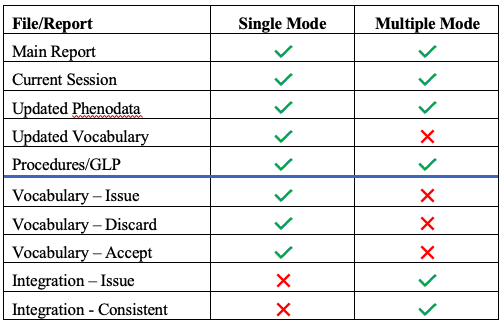 File/Report Single Mode Multiple Mode
Main Report ✓ ✓
Current Session ✓ ✓
Updated Phenodata ✓ ✓
Updated Vocabulary ✓ ✗
Procedures/GLP ✓ ✓
Vocabulary – Issue ✓ ✗
Vocabulary – Discard ✓ ✗
Vocabulary – Accept ✓ ✗
Integration – Issue ✗ ✓
Integration - Consistent ✗ ✓